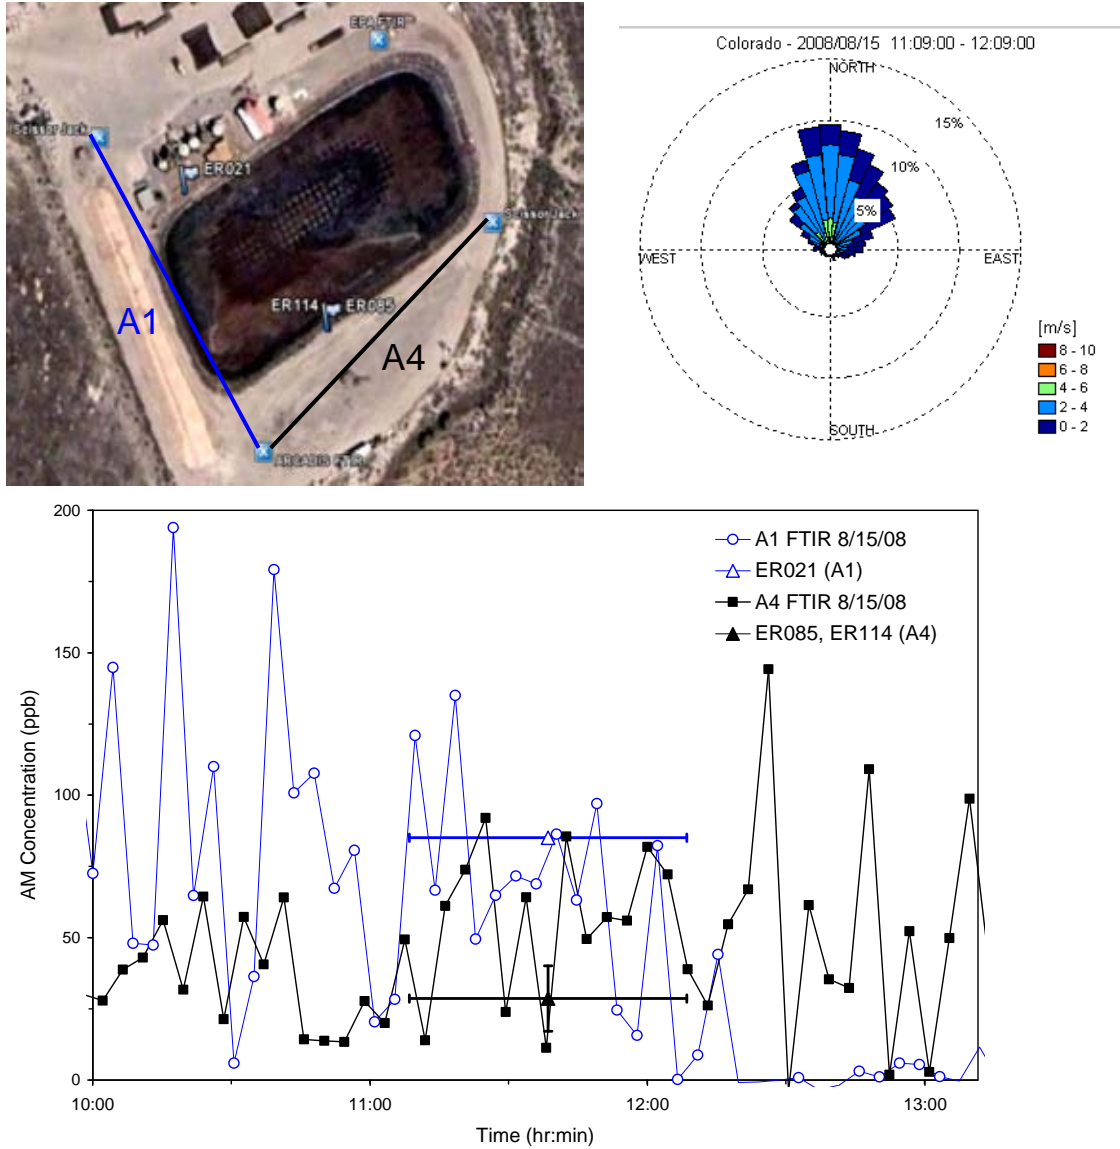 EPA FTIR
Scissor Jack
ER021
Scissor Jack
ER114 ER085
A1
A4
ARCADIS FTIR
Colorado - 2008/08/15 11:09:00 - 12:09:00
NORTH
15%
10%
5%
WEST
EAST
SOUTH
[m/s]
8 - 10
6 - 8
4 - 6
2 - 4
0 - 2
200
150
100
50
0
AM Concentration (ppb)
A1 FTIR 8/15/08
ER021 (A1)
A4 FTIR 8/15/08
ER085, ER114 (A4)
10:00
11:00
12:00
13:00
Time (hr:min)